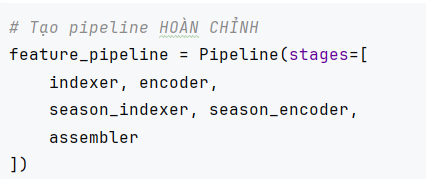 # Tạo pipeline HOÀN CHỈNH
feature_pipeline = Pipeline(stages=[
    indexer, encoder,
    season_indexer, season_encoder,
    assembler
])